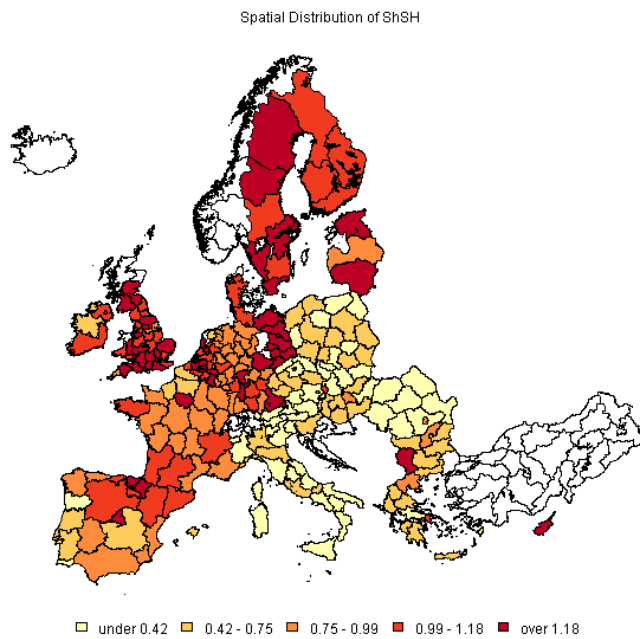 Spatial Distribution of ShSH
under 0.42 0.42 - 0.75 0.75 - 0.99 0.99 - 1.18 over 1.18